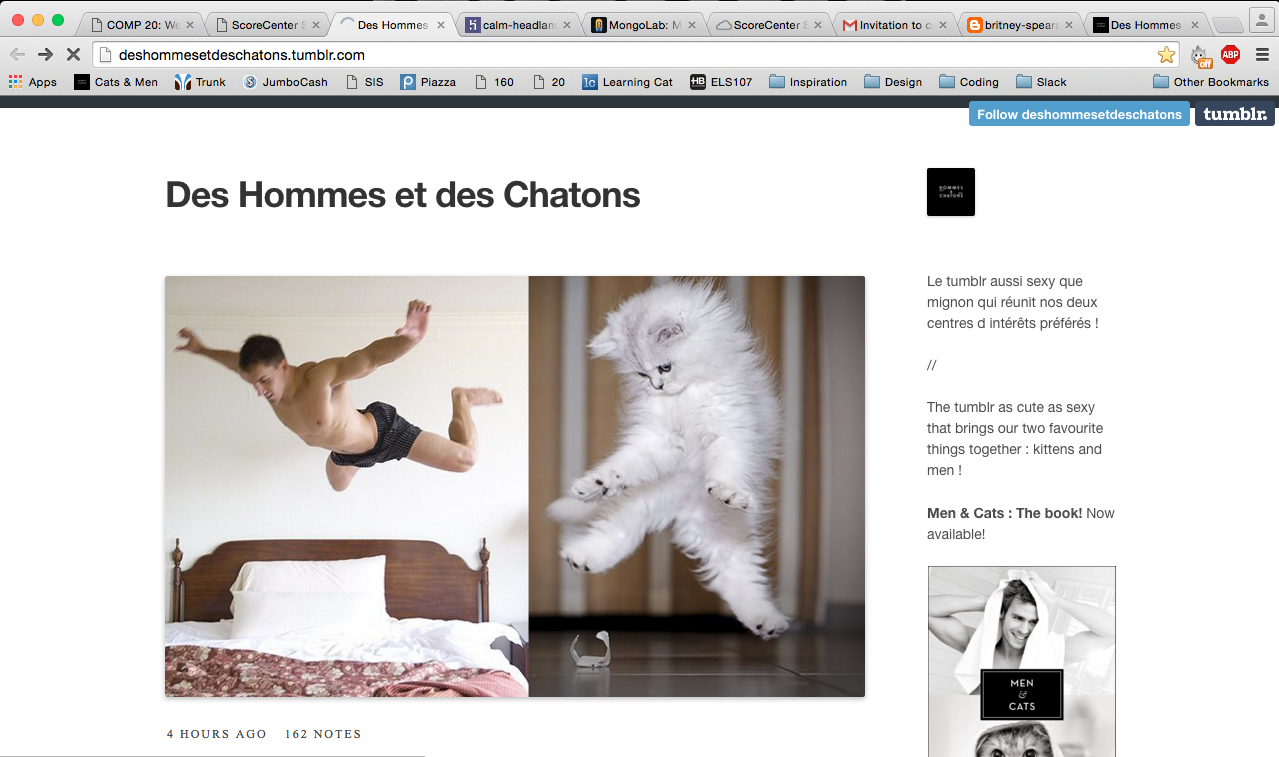 COMP 20: We
ScoreCenter S
Des Hommes
calm-headlan
MongoLab: M
ScoreCenter S
Invitation to c
britney-spears
Des Hommes
deshommesetdeschatons.tumblr.com
off
ABP
Apps
Cats & Men
Trunk
JumboCash
SIS
Piazza
160
20
Learning Cat
ELS107
Inspiration
Design
Coding
Slack
Other Bookmarks
Follow deshommesetdeschatons
tumblr.
Des Hommes et des Chatons
HOMMES
CHATONS
Le tumblr aussi sexy que
mignon qui réunit nos deux
centres d intérêts préférés !
//
The tumblr as cute as sexy
that brings our two favourite
things together : kittens and
men !
Men & Cats : The book! Now
available!
MEN
&
CATS
4 HOURS AGO 162 NOTES